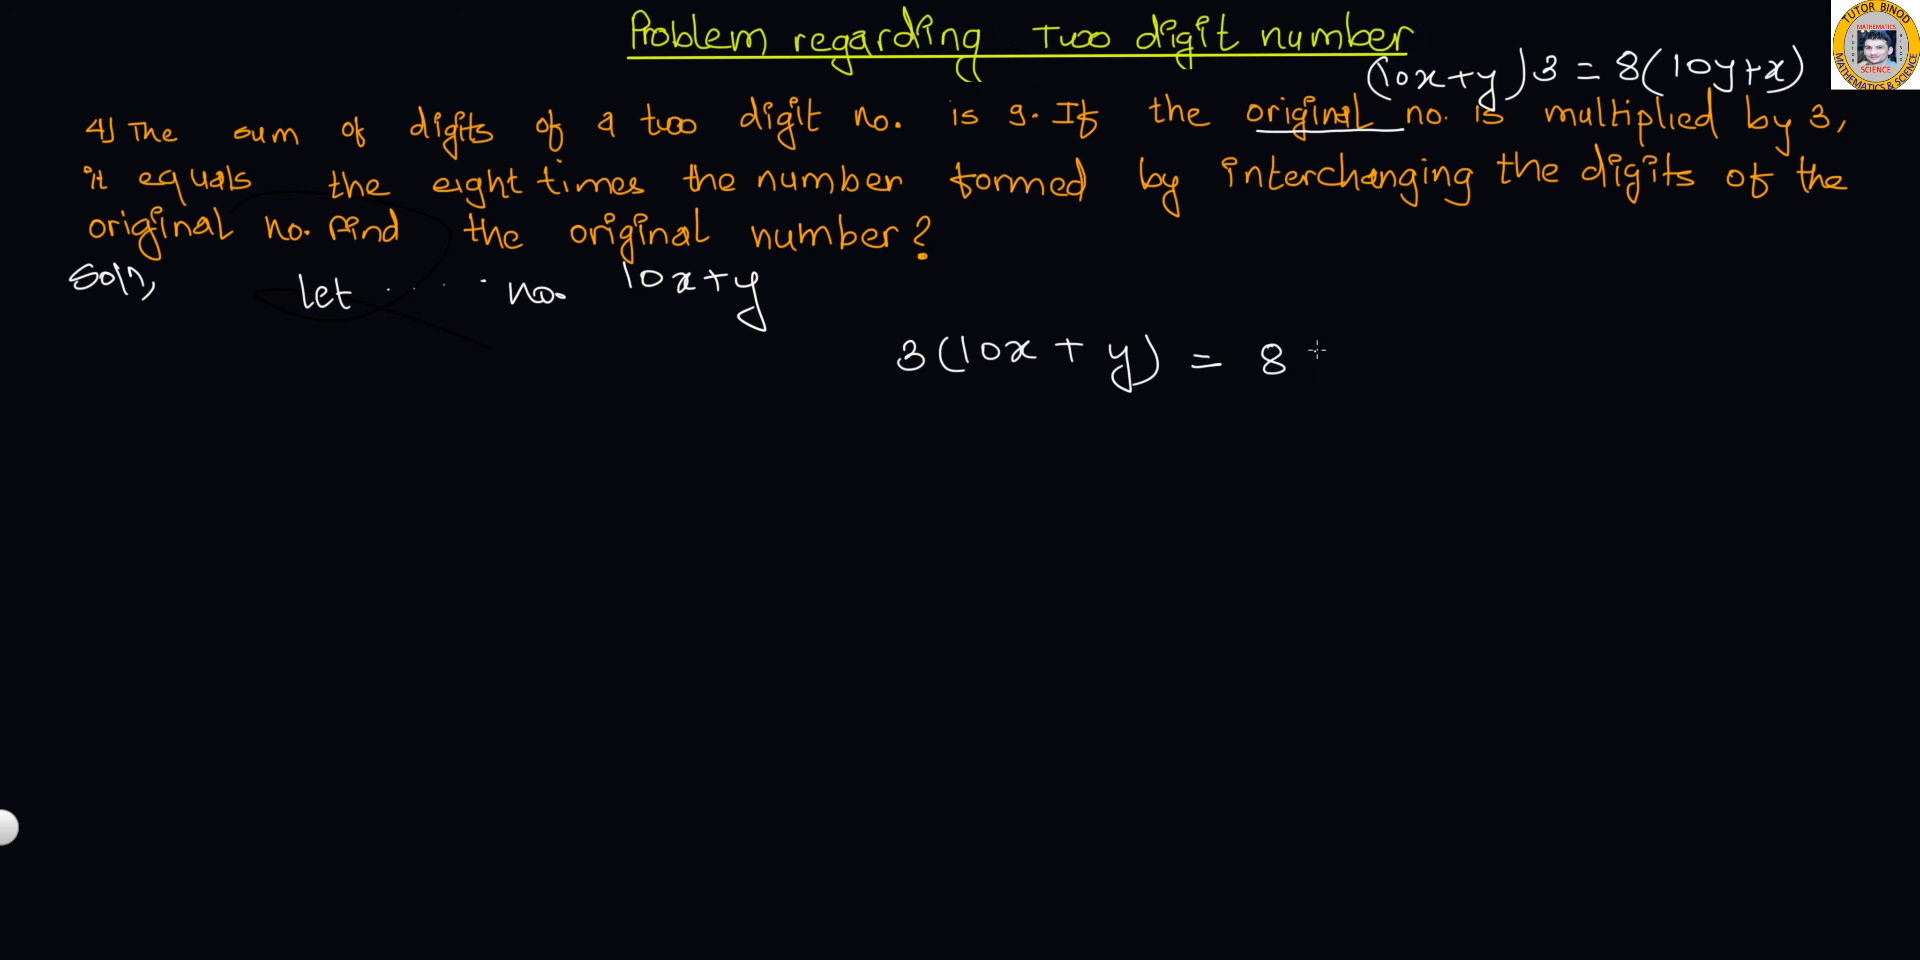 Problem regarding Two digit number
(10x+y)3 = 8(10y+x)
TUTOR BINOD
MATHEMATICS
SCIENCE
MATHEMATICS & SCIENCE
4) The sum of digits of a two digit no. is 9. If the original no. is multiplied by 3,
it equals the eight times the number formed by interchanging the digits of the
original no. find the original number?
Soln, let . . . . no. 10x+y
3(10x + y) = 8